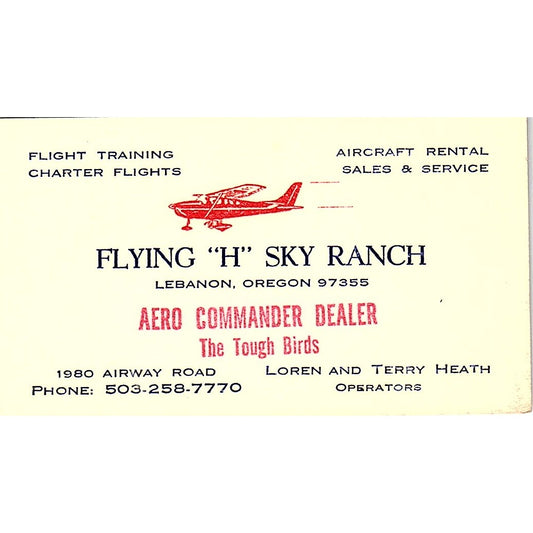 FLIGHT TRAINING
CHARTER FLIGHTS
AIRCRAFT RENTAL
SALES & SERVICE
FLYING "H" SKY RANCH
LEBANON, OREGON 97355
AERO COMMANDER DEALER
The Tough Birds
1980 AIRWAY ROAD
PHONE: 503-258-7770
LOREN AND TERRY HEATH
OPERATORS